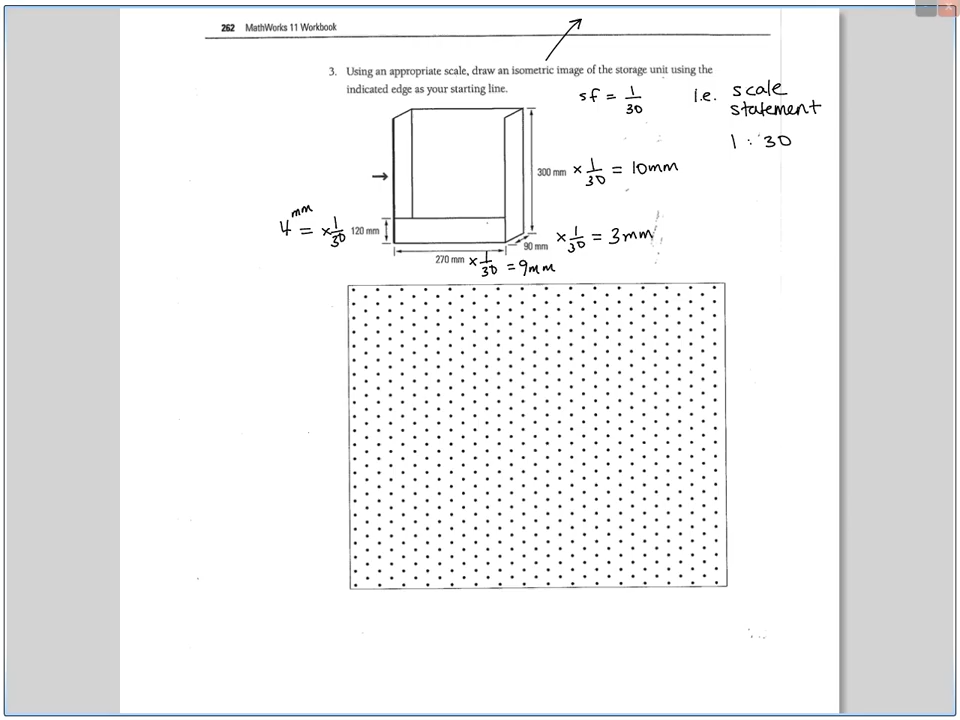 262 MathWorks 11 Workbook
3. Using an appropriate scale, draw an isometric image of the storage unit using the
indicated edge as your starting line.
sf = 1/30
i.e. scale
statement
1 : 30
300 mm × 1/30 = 10mm
4 mm = × 1/30 120 mm
90 mm × 1/30 = 3mm
270 mm × 1/30 = 9mm